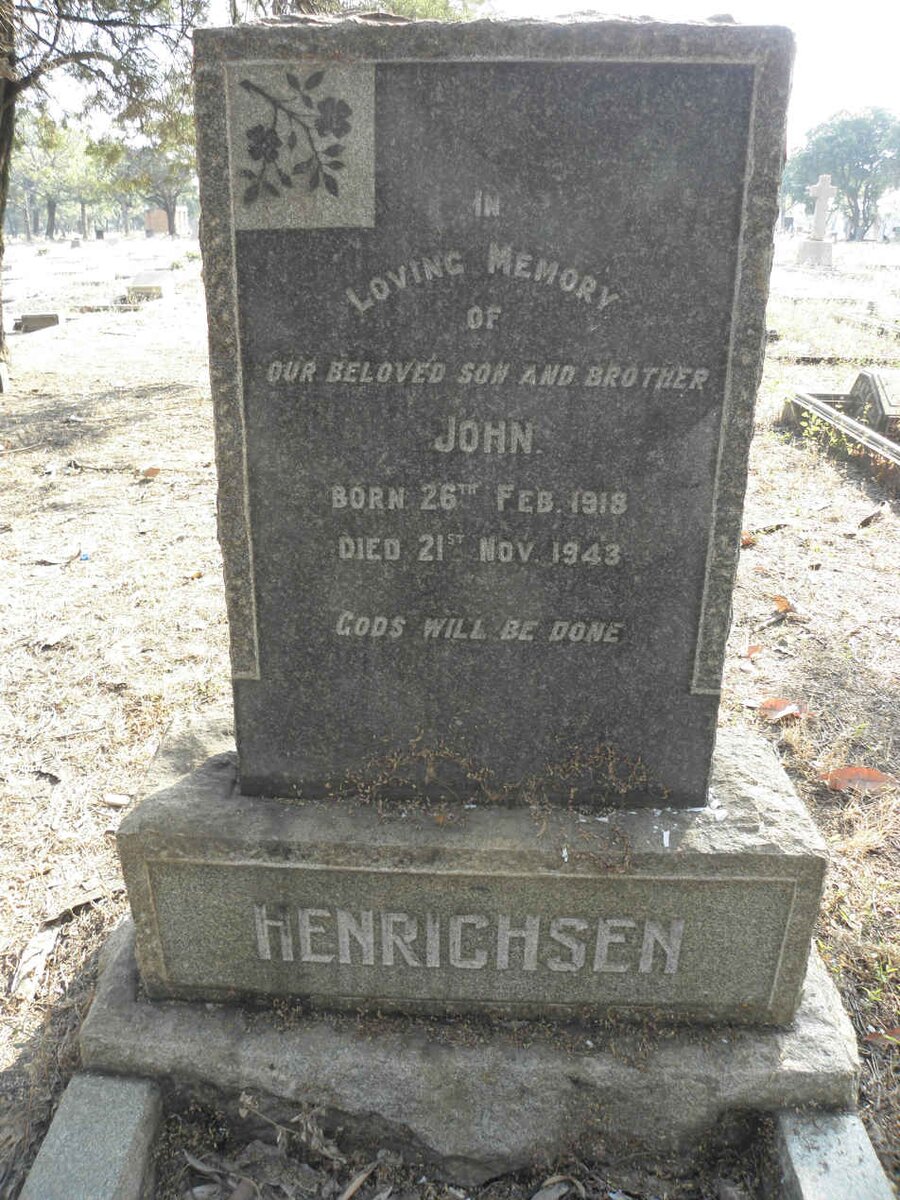 IN
LOVING MEMORY
OF
OUR BELOVED SON AND BROTHER
JOHN.
BORN 26TH FEB. 1918
DIED 21ST NOV. 1943
GODS WILL BE DONE
HENRICHSEN